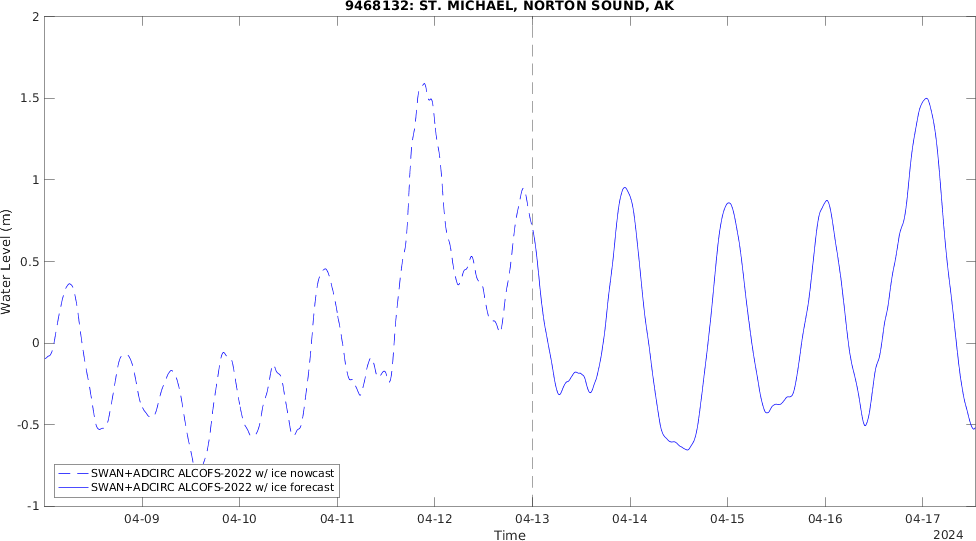 9468132: ST. MICHAEL, NORTON SOUND, AK
2
1.5
1
0.5
0
-0.5
-1
Water Level (m)
SWAN+ADCIRC ALCOFS-2022 w/ ice nowcast
SWAN+ADCIRC ALCOFS-2022 w/ ice forecast
04-09 04-10 04-11 04-12 04-13 04-14 04-15 04-16 04-17
Time
2024